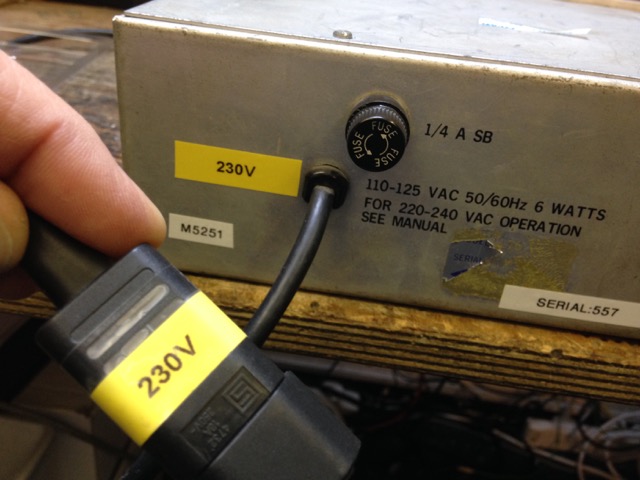 FUSE FUSE FUSE
1/4 A SB
230V
110-125 VAC 50/60Hz 6 WATTS
FOR 220-240 VAC OPERATION
SEE MANUAL
M5251
SERIAL:557
230V